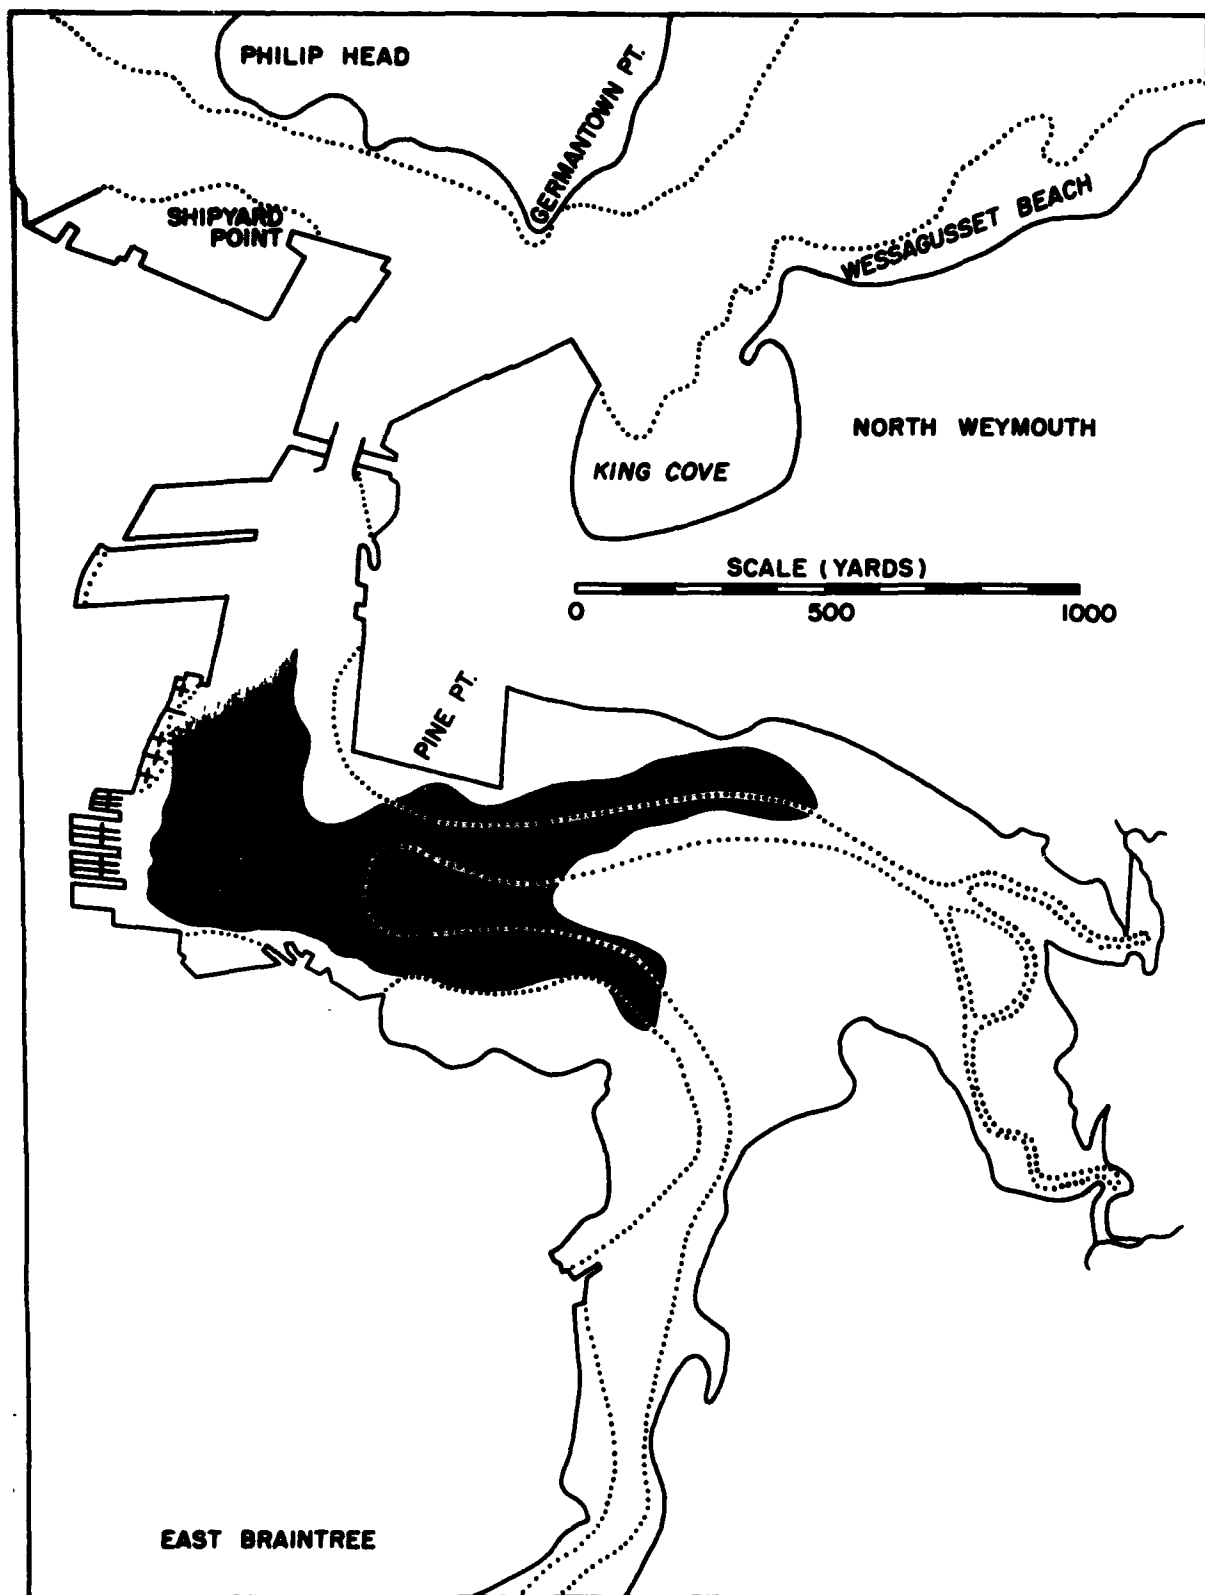 PHILIP HEAD
GERMANTOWN PT.
SHIPYARD
POINT
WESSAGUSSET BEACH
NORTH WEYMOUTH
KING COVE
SCALE (YARDS)
0 500 1000
PINE PT.
EAST BRAINTREE